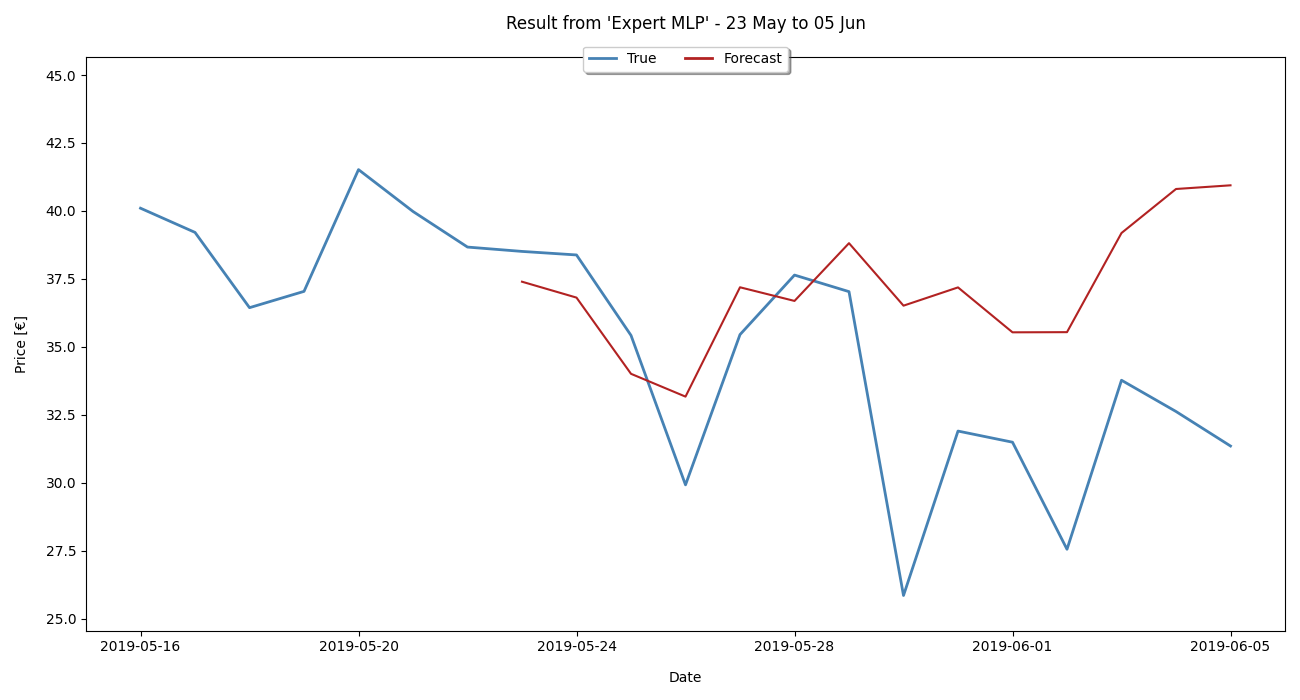 Result from 'Expert MLP' - 23 May to 05 Jun
True Forecast
45.0
42.5
40.0
37.5
35.0
32.5
30.0
27.5
25.0
Price [€]
2019-05-16 2019-05-20 2019-05-24 2019-05-28 2019-06-01 2019-06-05
Date